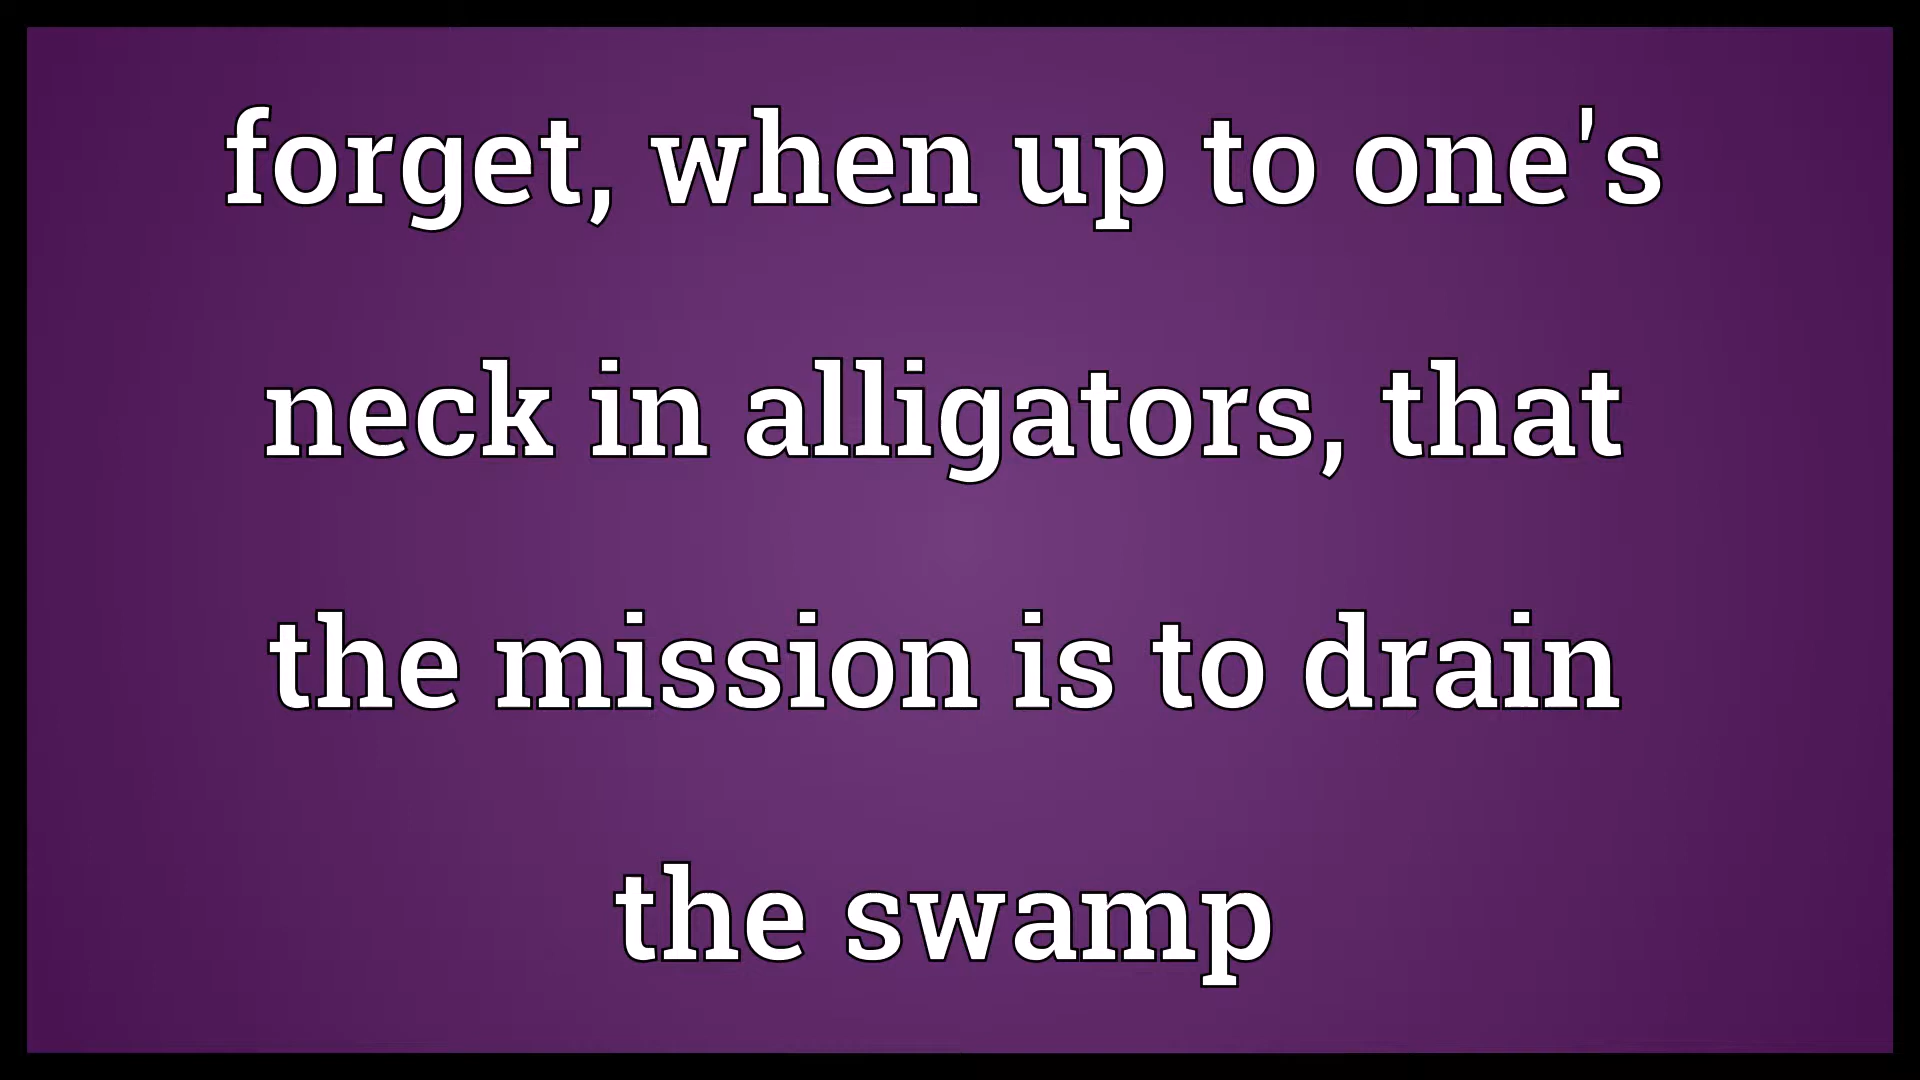 forget, when up to one's
neck in alligators, that
the mission is to drain
the swamp